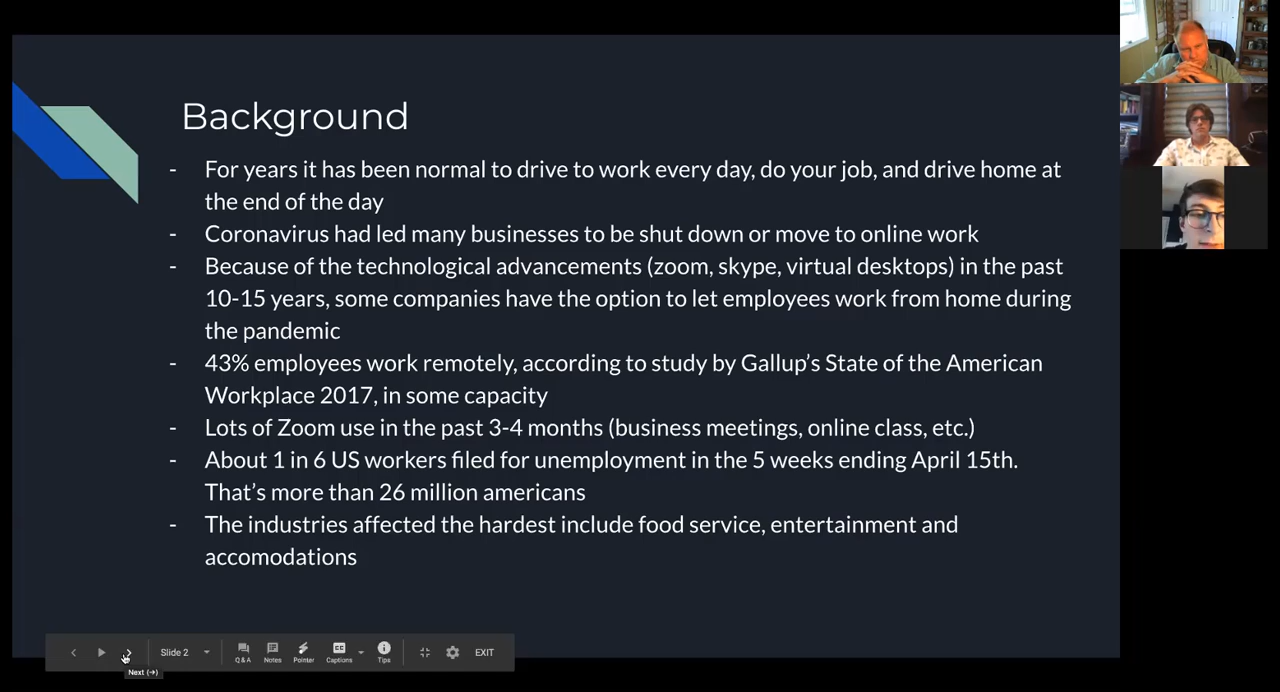 Background
- For years it has been normal to drive to work every day, do your job, and drive home at
the end of the day
- Coronavirus had led many businesses to be shut down or move to online work
- Because of the technological advancements (zoom, skype, virtual desktops) in the past
10-15 years, some companies have the option to let employees work from home during
the pandemic
- 43% employees work remotely, according to study by Gallup's State of the American
Workplace 2017, in some capacity
- Lots of Zoom use in the past 3-4 months (business meetings, online class, etc.)
- About 1 in 6 US workers filed for unemployment in the 5 weeks ending April 15th.
That's more than 26 million americans
- The industries affected the hardest include food service, entertainment and
accomodations
Slide 2
Q & A
Notes
Pointer
CC
Captions
Tips
EXIT
Next (→)